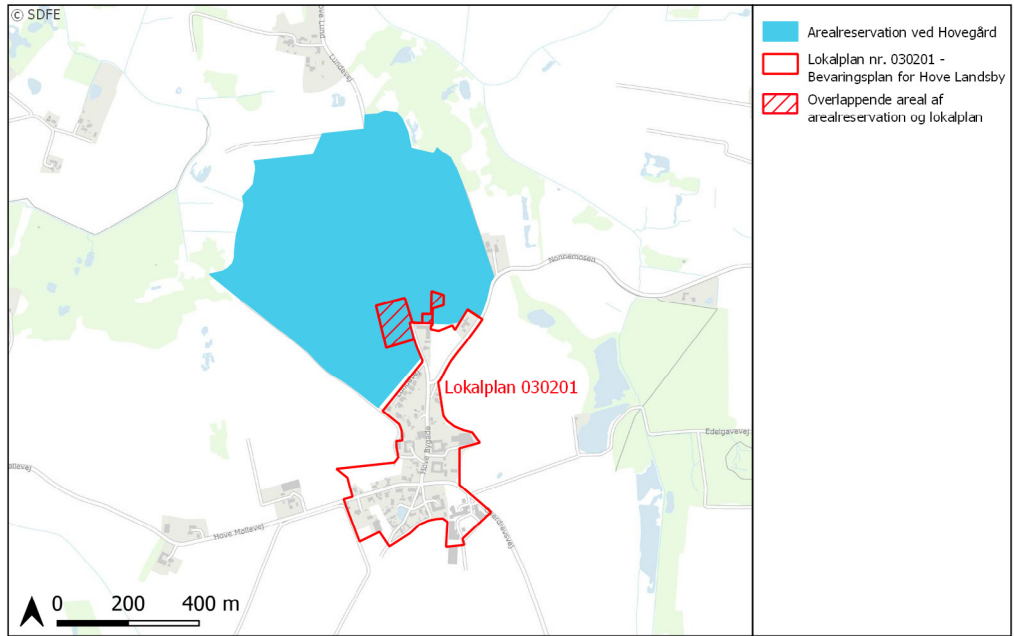 © SDFE
Arealreservation ved Hovegård
Lokalplan nr. 030201 -
Bevaringsplan for Hove Landsby
Overlappende areal af
arealreservation og lokalplan
Lundevej
Nonnemosen
Lokalplan 030201
Edelgavevej
Hove Bygade
Hove Møllevej
0 200 400 m